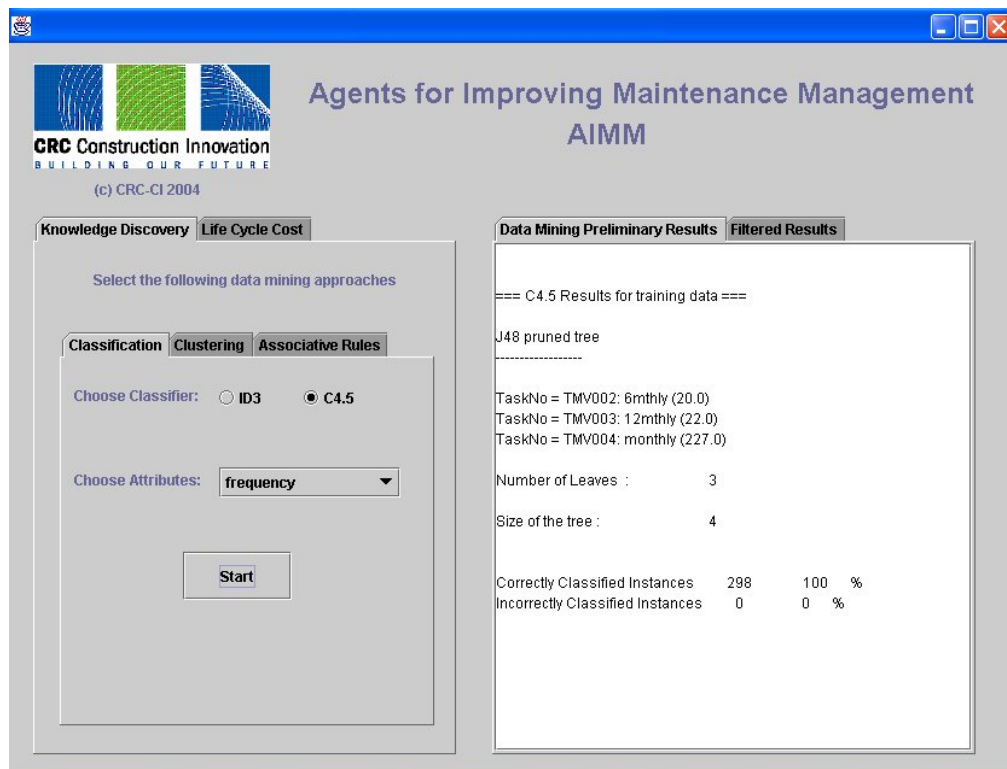 Agents for Improving Maintenance Management
AIMM
CRC Construction Innovation
BUILDING OUR FUTURE
(c) CRC-CI 2004
Knowledge Discovery
Life Cycle Cost
Select the following data mining approaches
Classification
Clustering
Associative Rules
Choose Classifier:
ID3
C4.5
Choose Attributes:
frequency
Start
Data Mining Preliminary Results
Filtered Results
=== C4.5 Results for training data ===
J48 pruned tree
------------------
TaskNo = TMV002: 6mthly (20.0)
TaskNo = TMV003: 12mthly (22.0)
TaskNo = TMV004: monthly (227.0)
Number of Leaves : 3
Size of the tree : 4
Correctly Classified Instances 298 100 %
Incorrectly Classified Instances 0 0 %